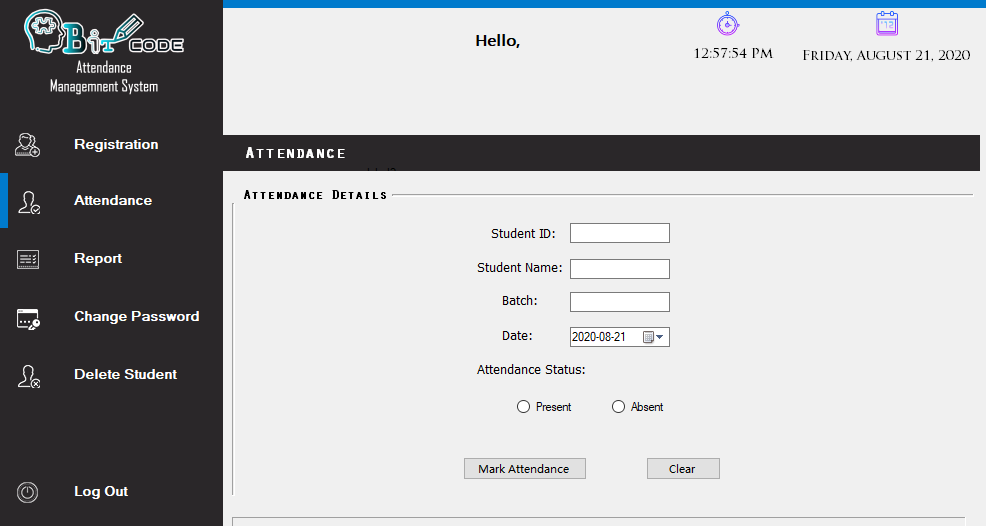 BiT CODE
Attendance
Managemnent System
Registration
Attendance
Report
Change Password
Delete Student
Log Out
Hello,
12:57:54 PM
12
Friday, August 21, 2020
Attendance
Attendance Details
Student ID:
Student Name:
Batch:
Date: 2020-08-21
Attendance Status:
Present Absent
Mark Attendance Clear